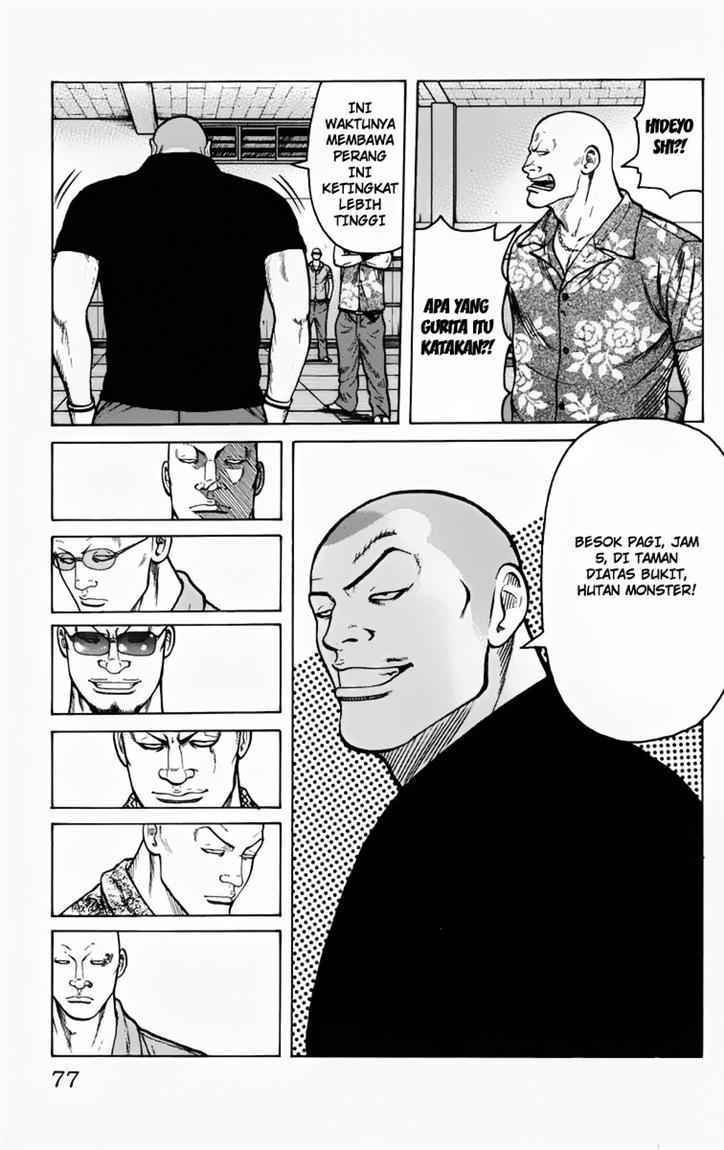 HIDEYO
SHI?!
APA YANG
GURITA ITU
KATAKAN?!
INI
WAKTUNYA
MEMBAWA
PERANG
INI
KETINGKAT
LEBIH
TINGGI
BESOK PAGI, JAM
5, DI TAMAN
DIATAS BUKIT,
HUTAN MONSTER!
77